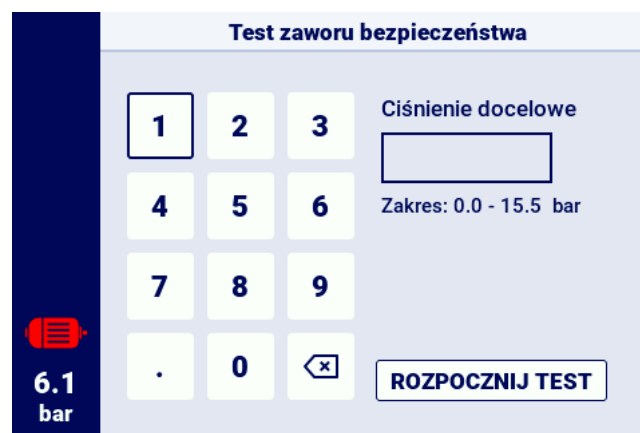 Test zaworu bezpieczeństwa
1 2 3
4 5 6
7 8 9
. 0
Ciśnienie docelowe
Zakres: 0.0 - 15.5 bar
ROZPOCZNIJ TEST
6.1
bar